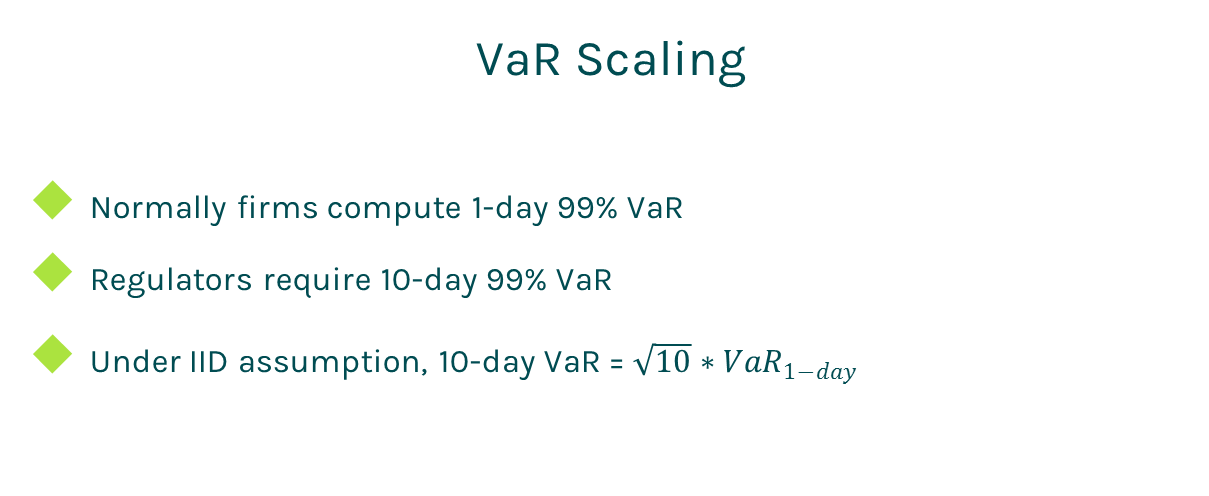 VaR Scaling
Normally firms compute 1-day 99% VaR
Regulators require 10-day 99% VaR
Under IID assumption, 10-day VaR = √10 * VaR₁₋day